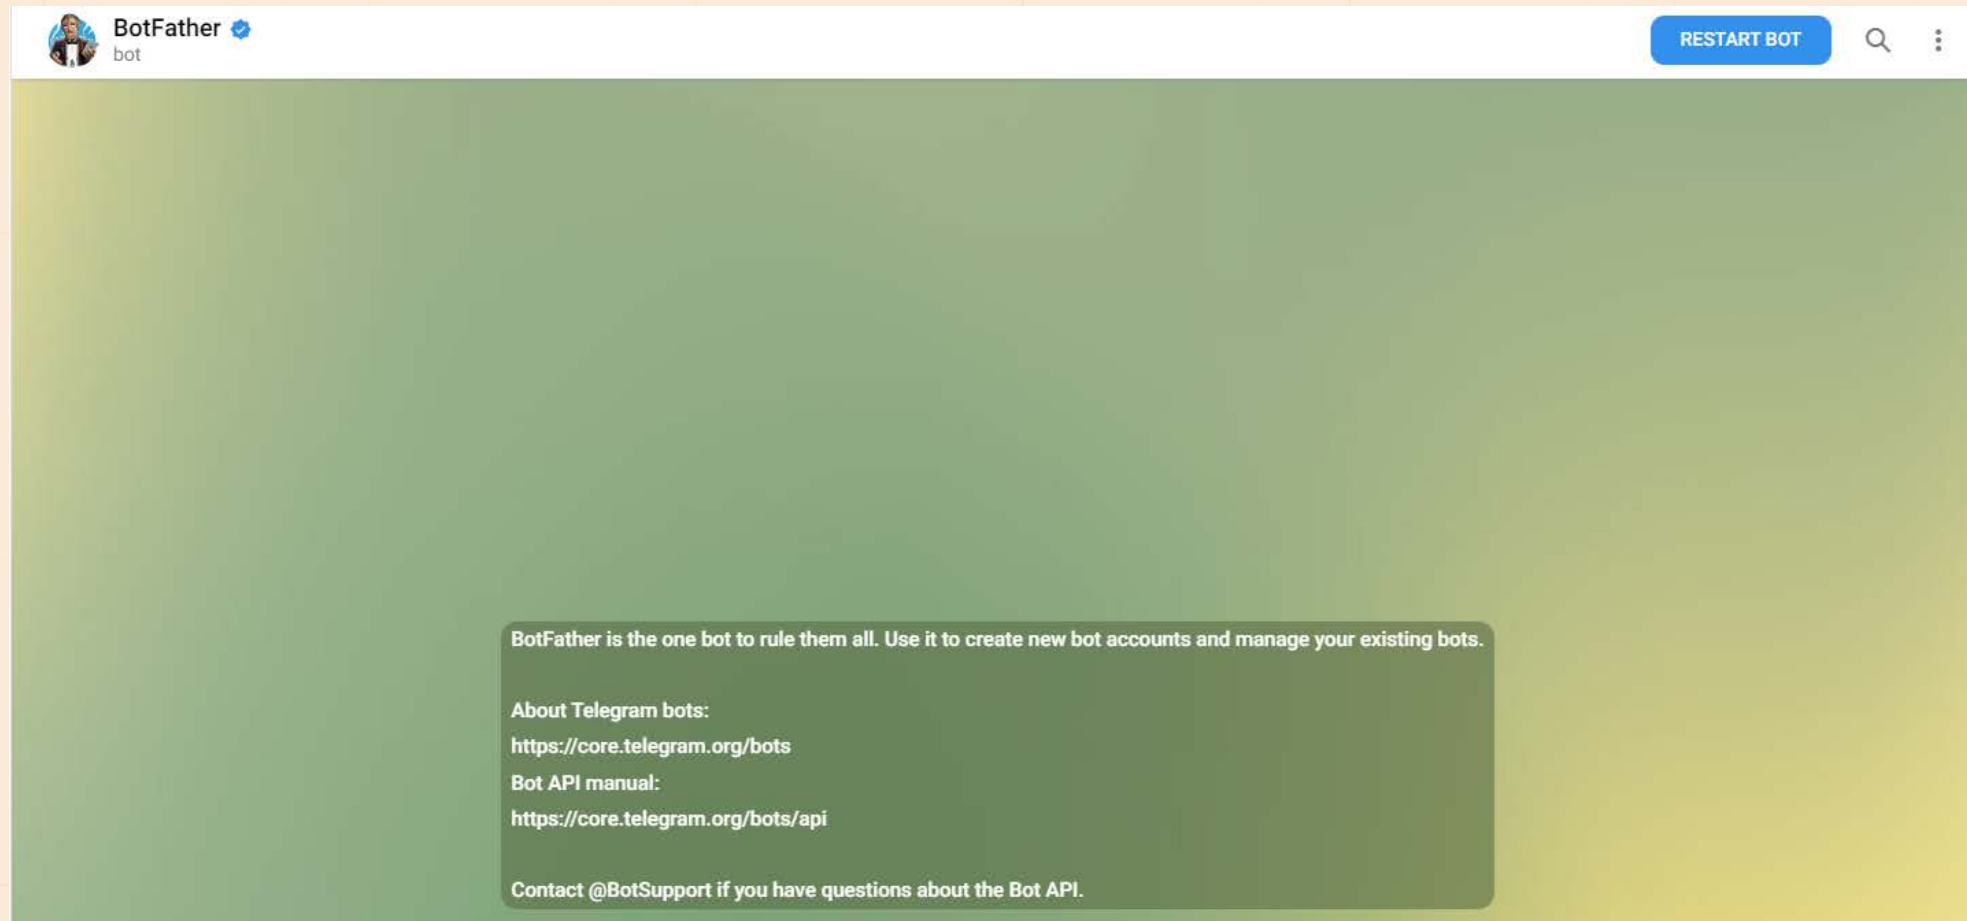 BotFather
bot
RESTART BOT
BotFather is the one bot to rule them all. Use it to create new bot accounts and manage your existing bots.
About Telegram bots:
https://core.telegram.org/bots
Bot API manual:
https://core.telegram.org/bots/api
Contact @BotSupport if you have questions about the Bot API.